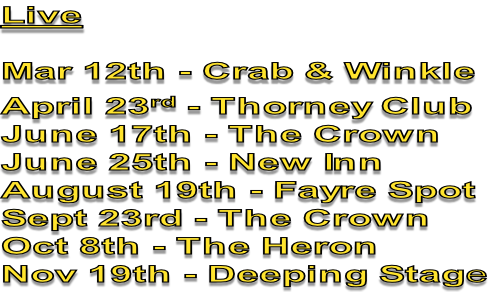 Live
Mar 12th - Crab & Winkle
April 23rd - Thorney Club
June 17th - The Crown
June 25th - New Inn
August 19th - Fayre Spot
Sept 23rd - The Crown
Oct 8th - The Heron
Nov 19th - Deeping Stage